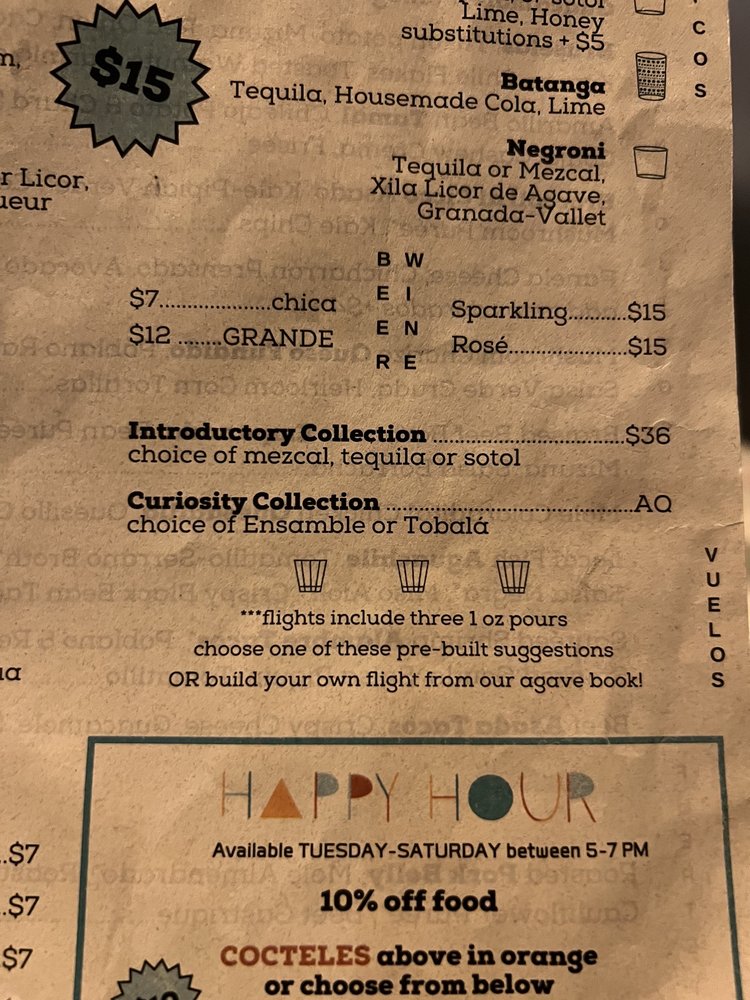 Lime, Honey
substitutions + $5
$15
Batanga
Tequila, Housemade Cola, Lime
Negroni
Tequila or Mezcal,
Xila Licor de Agave,
Granada-Vallet
r Licor,
ueur
COS
BEER
$7....................chica
$12 ........GRANDE
WINE
Sparkling..........$15
Rosé....................$15
Introductory Collection ................................$36
choice of mezcal, tequila or sotol
Curiosity Collection .........................................AQ
choice of Ensamble or Tobalá
VUELOS
***flights include three 1 oz pours
choose one of these pre-built suggestions
OR build your own flight from our agave book!
HAPPY HOUR
Available TUESDAY-SATURDAY between 5-7 PM
10% off food
COCTELES above in orange
or choose from below
..$7
.$7
.$7